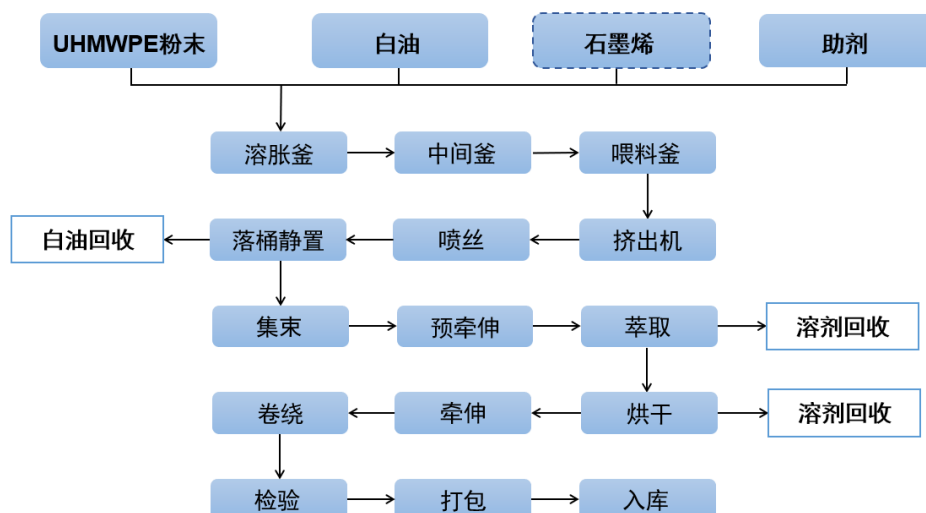 UHMWPE粉末
白油
石墨烯
助剂
溶胀釜
中间釜
喂料釜
白油回收
落桶静置
喷丝
挤出机
集束
预牵伸
萃取
溶剂回收
卷绕
牵伸
烘干
溶剂回收
检验
打包
入库